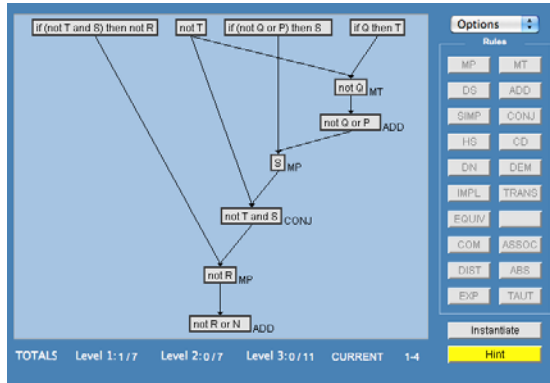 if (not T and S) then not R not T if (not Q or P) then S if Q then T
not Q MT
not Q or P ADD
S MP
not T and S CONJ
not R MP
not R or N ADD
Options
Rules
MP MT
DS ADD
SIMP CONJ
HS CD
DN DEM
IMPL TRANS
EQUIV
COM ASSOC
DIST ABS
EXP TAUT
Instantiate
Hint
TOTALS Level 1: 1/7 Level 2: 0/7 Level 3: 0/11 CURRENT 1-4